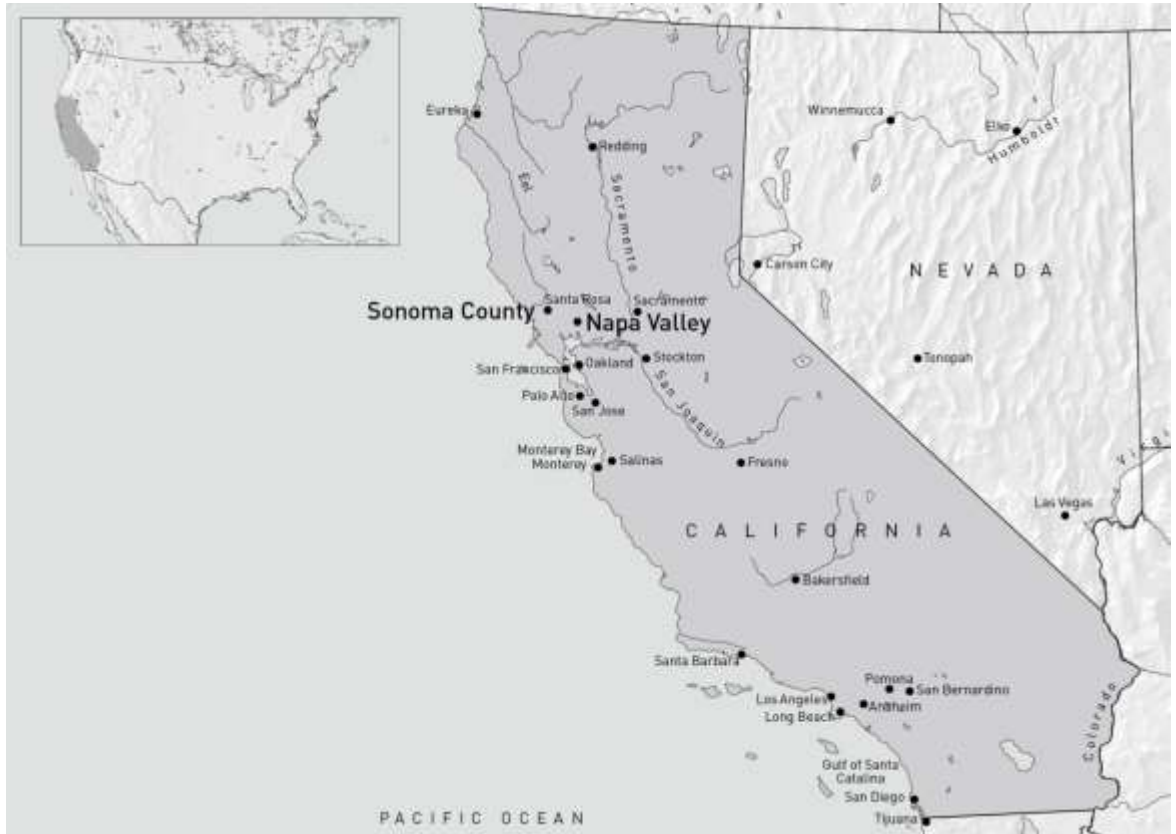 Eureka
Winnemucca
Elko
Humboldt
Redding
Eel
Sacramento
Carson City
NEVADA
Santa Rosa
Sacramento
Sonoma County
Napa Valley
Stockton
Tonopah
Oakland
San Francisco
Palo Alto
San Jose
San Joaquin
Monterey Bay
Monterey
Salinas
Fresno
Las Vegas
CALIFORNIA
Bakersfield
Santa Barbara
Pomona
San Bernardino
Los Angeles
Anaheim
Long Beach
Colorado
Gulf of Santa
Catalina
San Diego
Tijuana
PACIFIC OCEAN